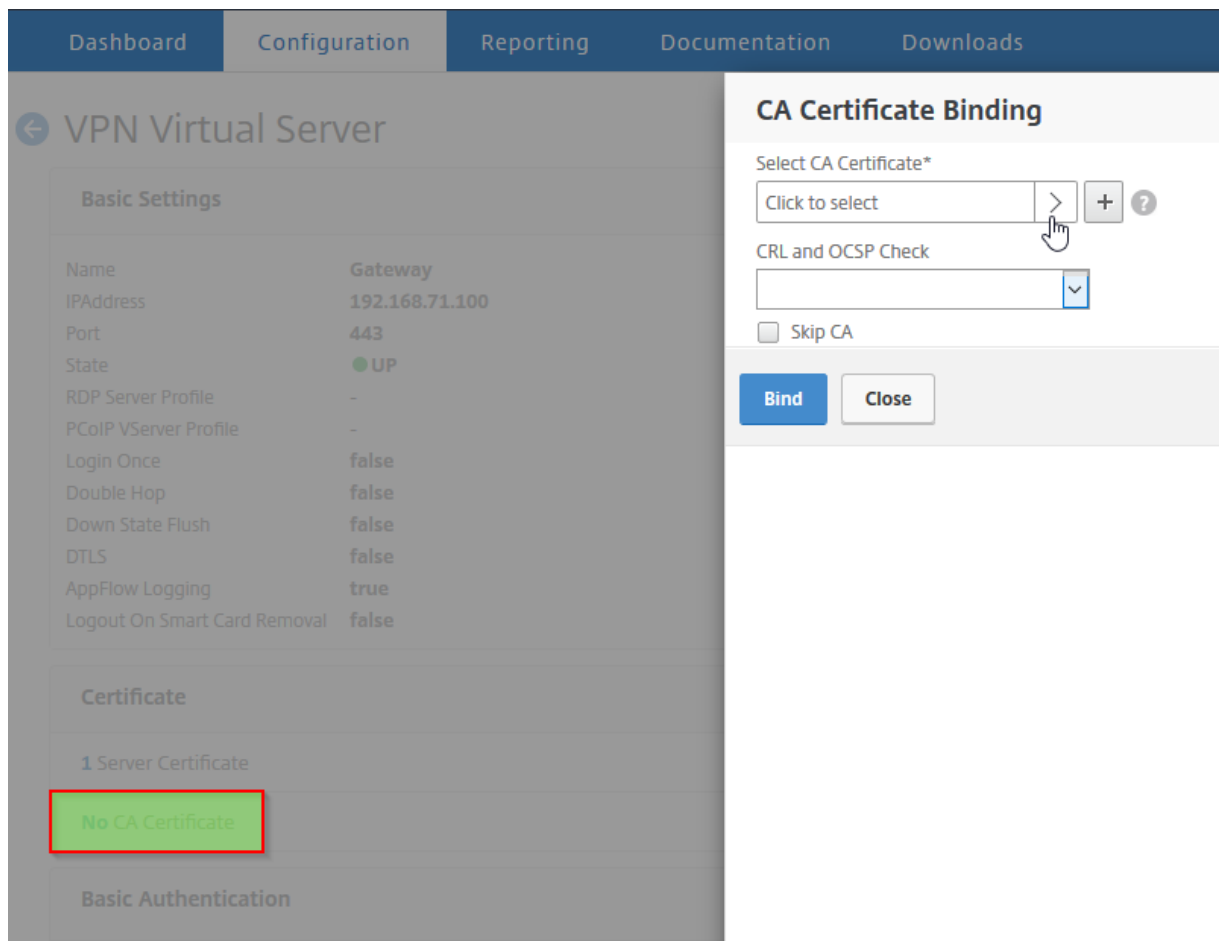 Dashboard Configuration Reporting Documentation Downloads
VPN Virtual Server
Basic Settings
Name Gateway
IPAddress 192.168.71.100
Port 443
State UP
RDP Server Profile -
PCoIP VServer Profile -
Login Once false
Double Hop false
Down State Flush false
DTLS false
AppFlow Logging true
Logout On Smart Card Removal false
Certificate
1 Server Certificate
No CA Certificate
Basic Authentication
CA Certificate Binding
Select CA Certificate*
Click to select > + ?
CRL and OCSP Check
Skip CA
Bind Close